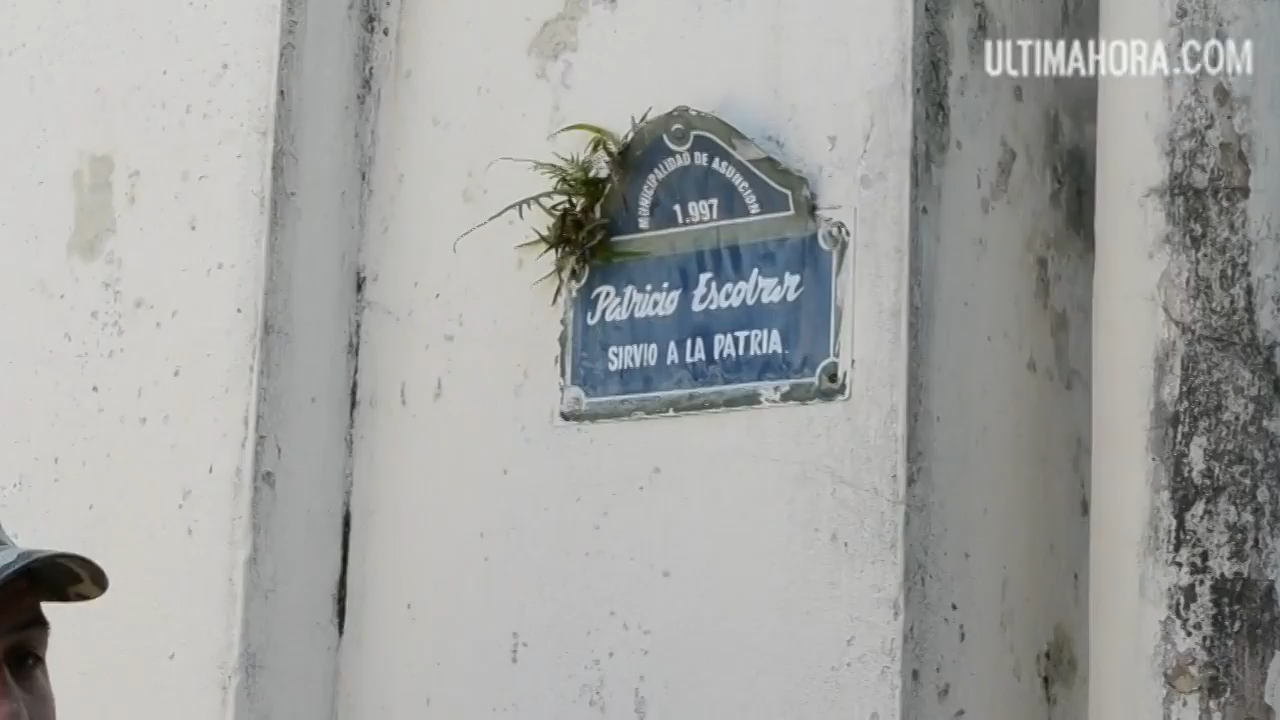 ULTIMAHORA.COM
MUNICIPALIDAD DE ASUNCION
1.997
Patricio Escobar
SIRVIO A LA PATRIA.